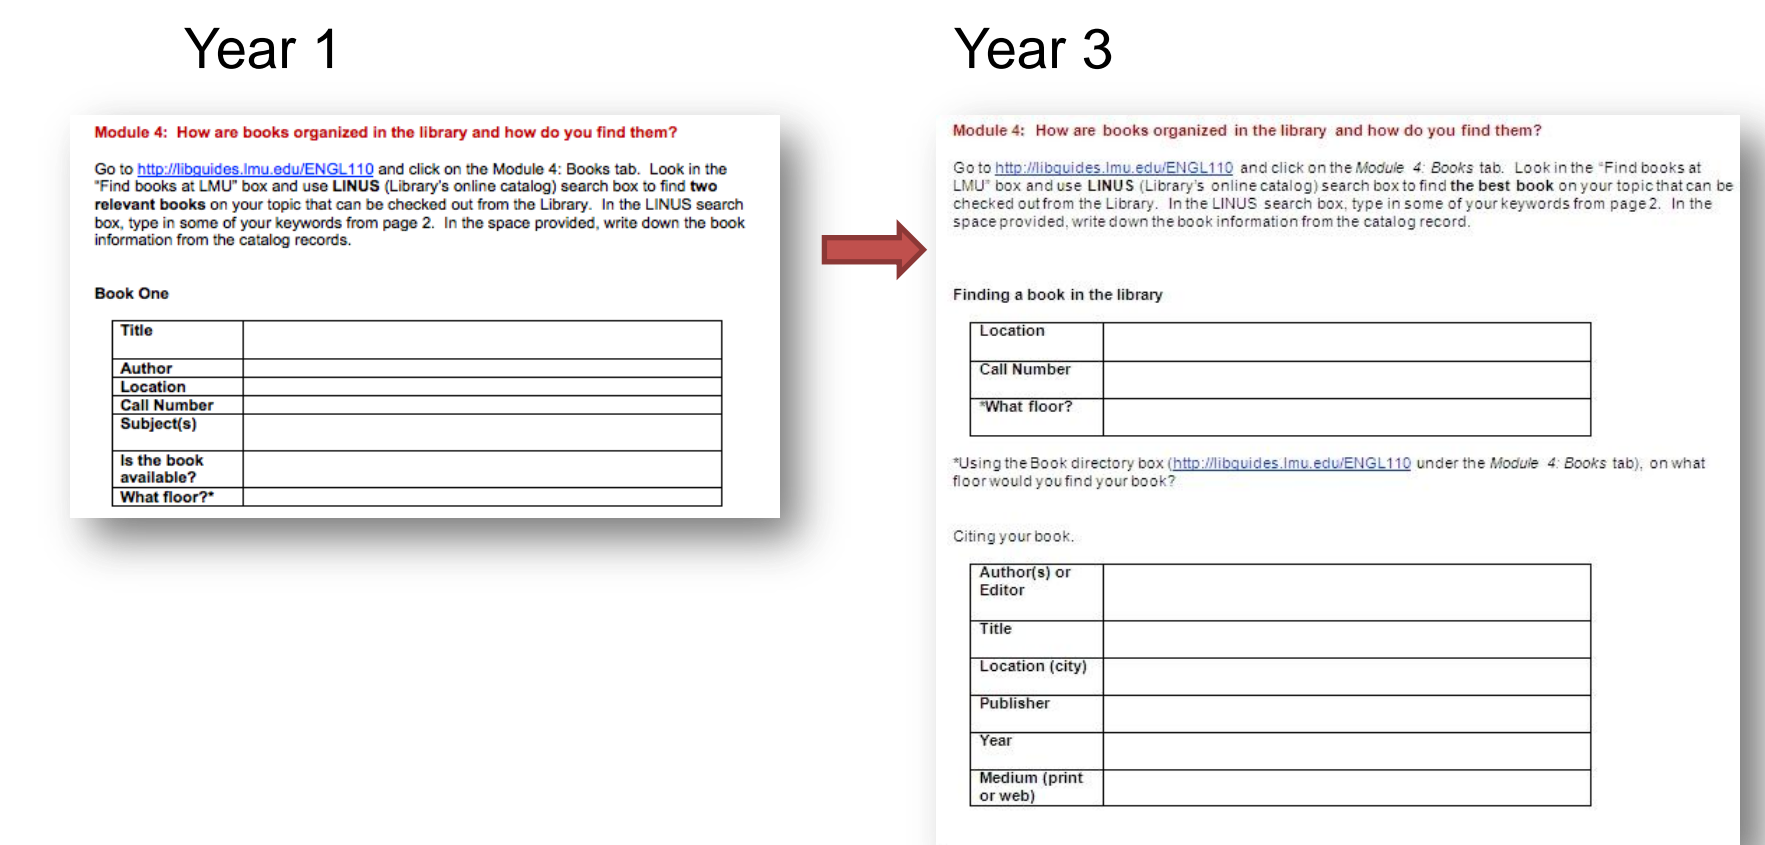 Year 1
Module 4:  How are books organized in the library and how do you find them?
Go to http://libguides.lmu.edu/ENGL110 and click on the Module 4: Books tab.  Look in the
"Find books at LMU" box and use LINUS (Library's online catalog) search box to find two
relevant books on your topic that can be checked out from the Library.  In the LINUS search
box, type in some of your keywords from page 2.  In the space provided, write down the book
information from the catalog records.
Book One
Title
Author
Location
Call Number
Subject(s)
Is the book
available?
What floor?*
Year 3
Module 4:  How are books organized in the library and how do you find them?
Go to http://libguides.lmu.edu/ENGL110 and click on the Module 4: Books tab.  Look in the "Find books at
LMU" box and use LINUS (Library's online catalog) search box to find the best book on your topic that can be
checked out from the Library.  In the LINUS search box, type in some of your keywords from page 2.  In the
space provided, write down the book information from the catalog record.
Finding a book in the library
Location
Call Number
*What floor?
*Using the Book directory box (http://libguides.lmu.edu/ENGL110 under the Module 4: Books tab), on what
floor would you find your book?
Citing your book.
Author(s) or
Editor
Title
Location (city)
Publisher
Year
Medium (print
or web)